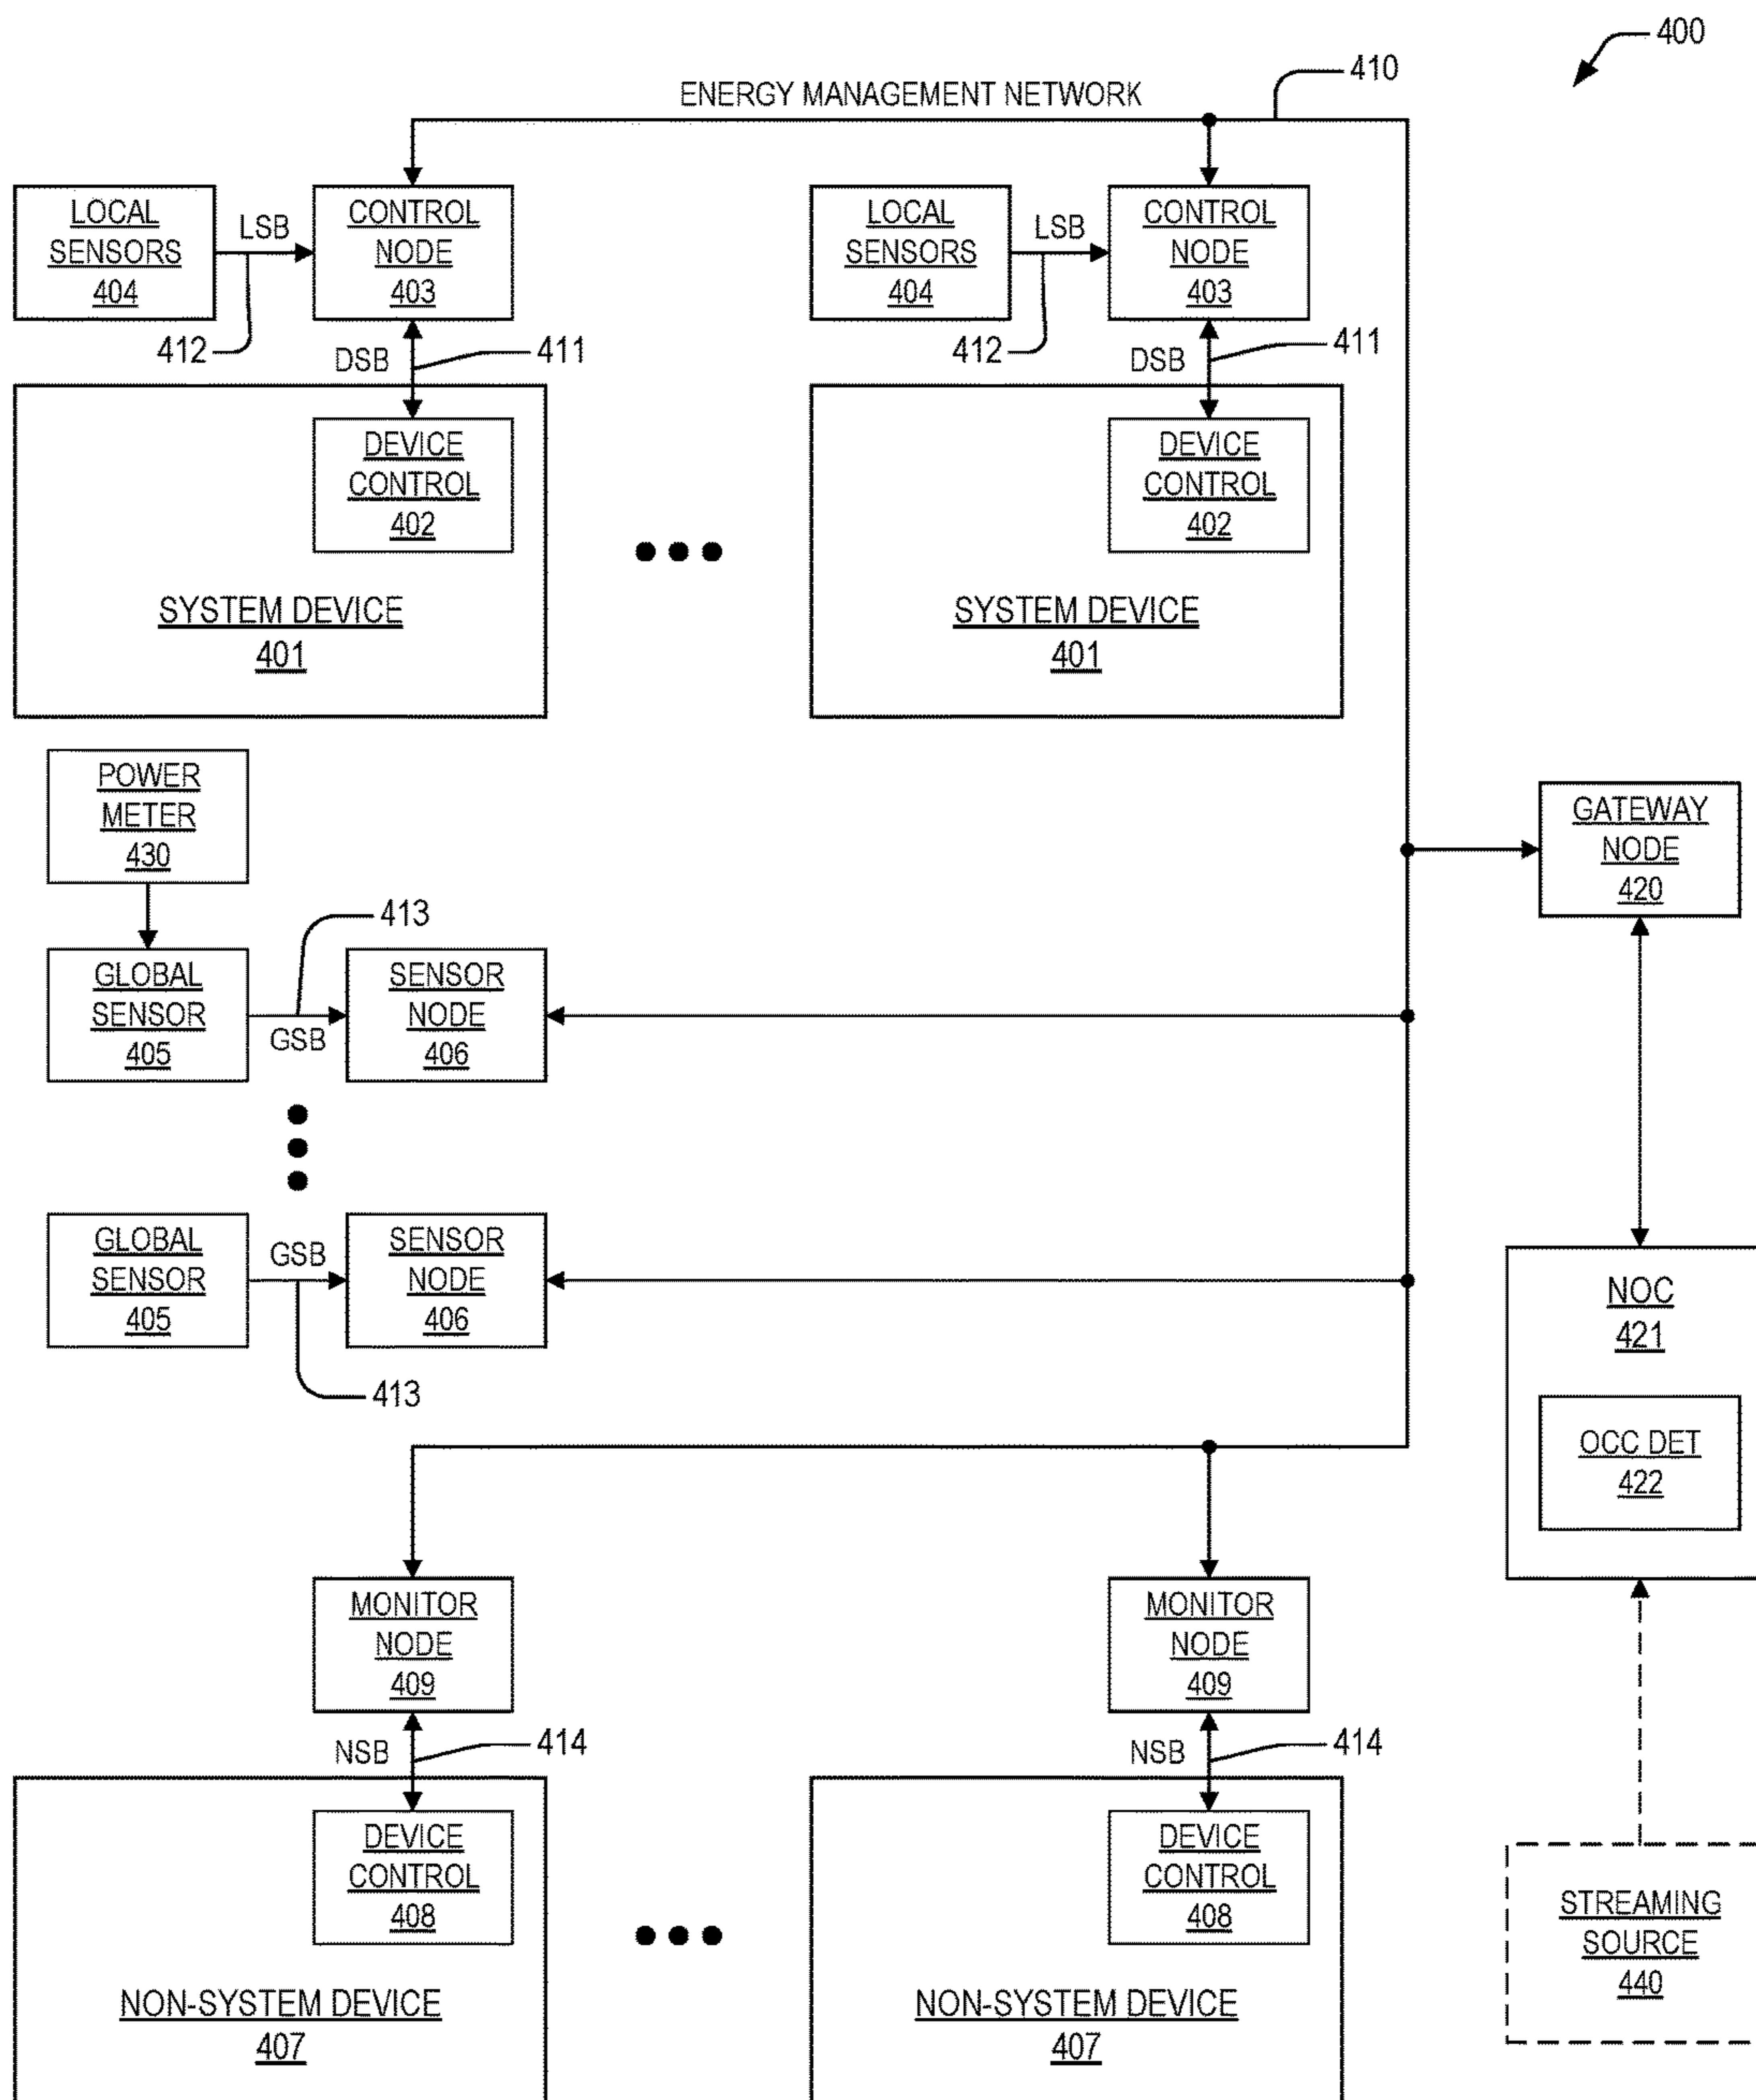 400
410
ENERGY MANAGEMENT NETWORK
LOCAL
SENSORS
404
LSB
412
CONTROL
NODE
403
DSB
411
DEVICE
CONTROL
402
SYSTEM DEVICE
401
LOCAL
SENSORS
404
LSB
412
CONTROL
NODE
403
DSB
411
DEVICE
CONTROL
402
SYSTEM DEVICE
401
POWER
METER
430
GATEWAY
NODE
420
413
GLOBAL
SENSOR
405
GSB
SENSOR
NODE
406
GLOBAL
SENSOR
405
GSB
SENSOR
NODE
406
413
NOC
421
OCC DET
422
MONITOR
NODE
409
NSB
414
DEVICE
CONTROL
408
NON-SYSTEM DEVICE
407
MONITOR
NODE
409
NSB
414
DEVICE
CONTROL
408
NON-SYSTEM DEVICE
407
STREAMING
SOURCE
440